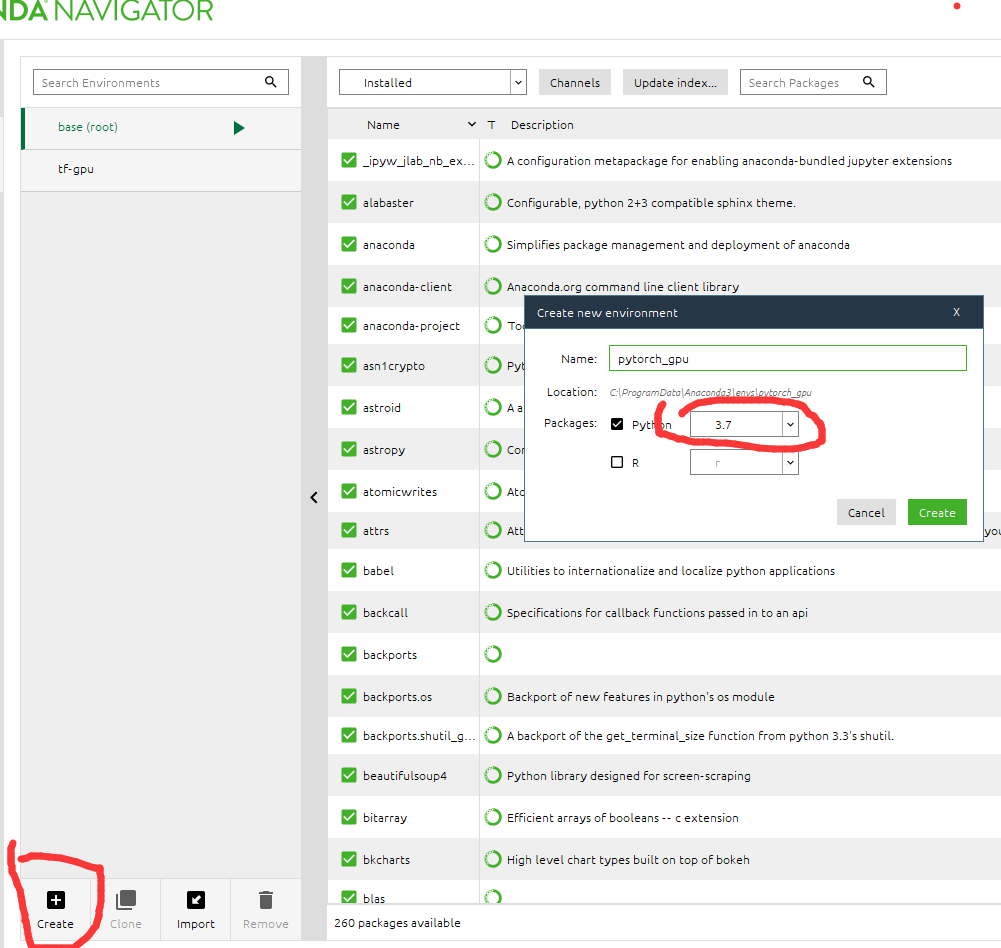 NDA NAVIGATOR
Search Environments
base (root)
tf-gpu
Create
Clone
Import
Remove
Installed
Channels
Update index...
Search Packages
Name T Description
_ipyw_jlab_nb_ex... A configuration metapackage for enabling anaconda-bundled jupyter extensions
alabaster Configurable, python 2+3 compatible sphinx theme.
anaconda Simplifies package management and deployment of anaconda
anaconda-client Anaconda.org command line client library
anaconda-project Too
asn1crypto Pyt
astroid A a
astropy Cor
atomicwrites Ato
attrs Att you
babel Utilities to internationalize and localize python applications
backcall Specifications for callback functions passed in to an api
backports
backports.os Backport of new features in python's os module
backports.shutil_g... A backport of the get_terminal_size function from python 3.3's shutil.
beautifulsoup4 Python library designed for screen-scraping
bitarray Efficient arrays of booleans -- c extension
bkcharts High level chart types built on top of bokeh
blas
260 packages available
Create new environment X
Name: pytorch_gpu
Location: C:\ProgramData\Anaconda3\envs\pytorch_gpu
Packages: Python 3.7
R r
Cancel Create